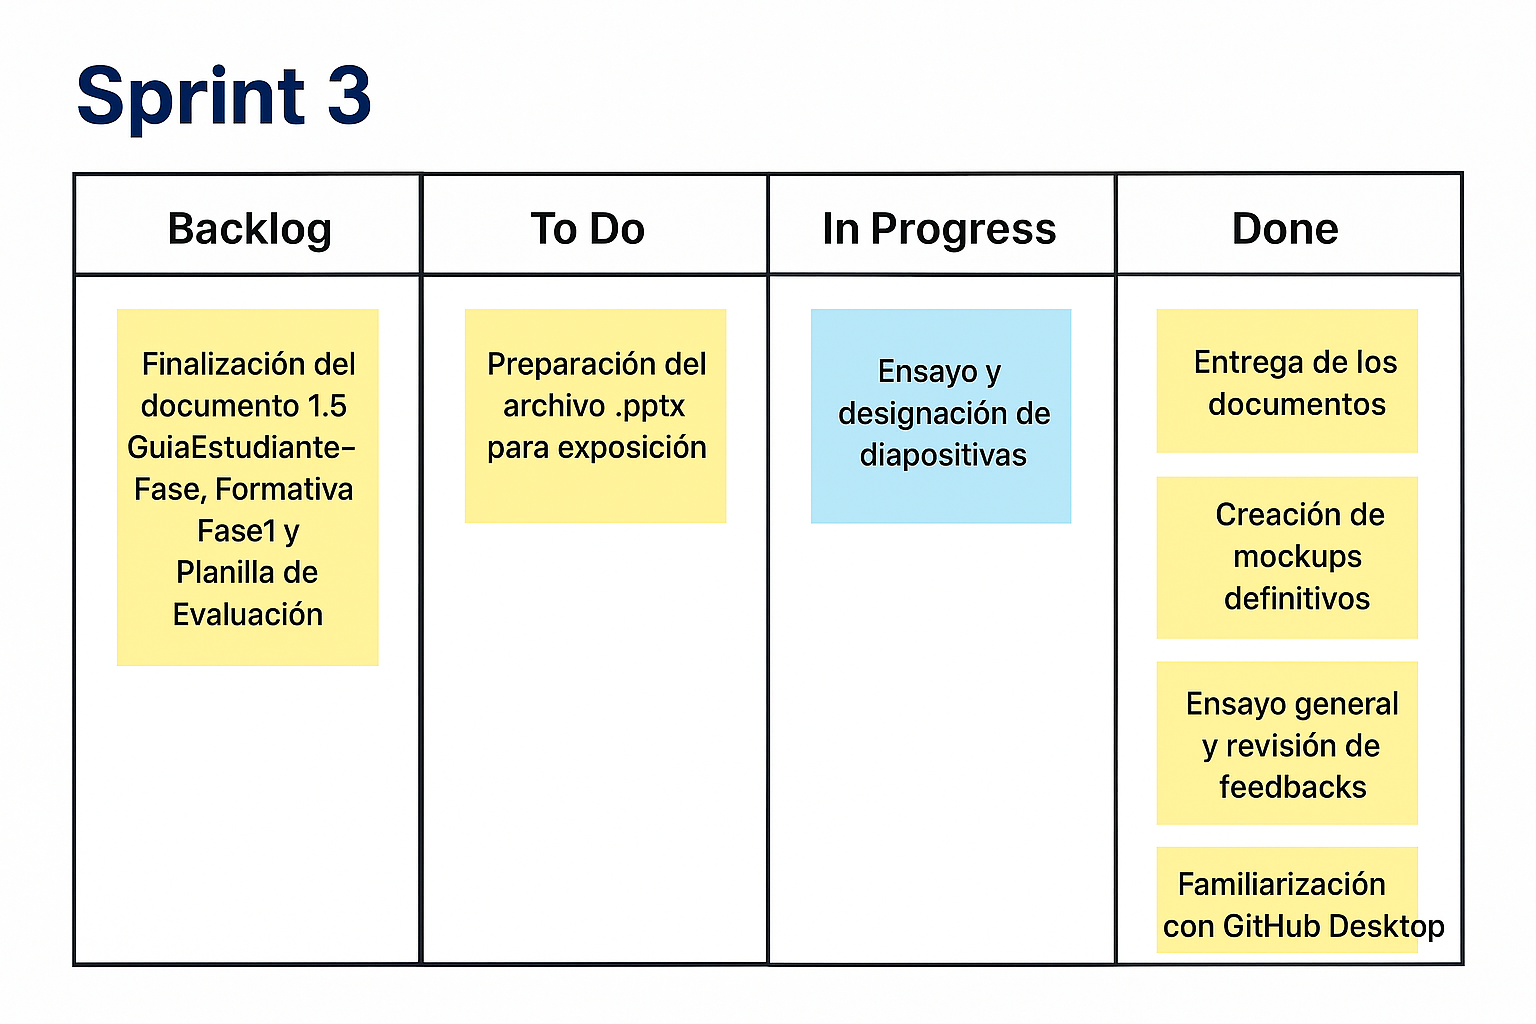 Sprint 3
Backlog
To Do
In Progress
Done
Finalización del
documento 1.5
GuiaEstudiante–
Fase, Formativa
Fase1 y
Planilla de
Evaluación
Preparación del
archivo .pptx
para exposición
Ensayo y
designación de
diapositivas
Entrega de los
documentos
Creación de
mockups
definitivos
Ensayo general
y revisión de
feedbacks
Familiarización
con GitHub Desktop